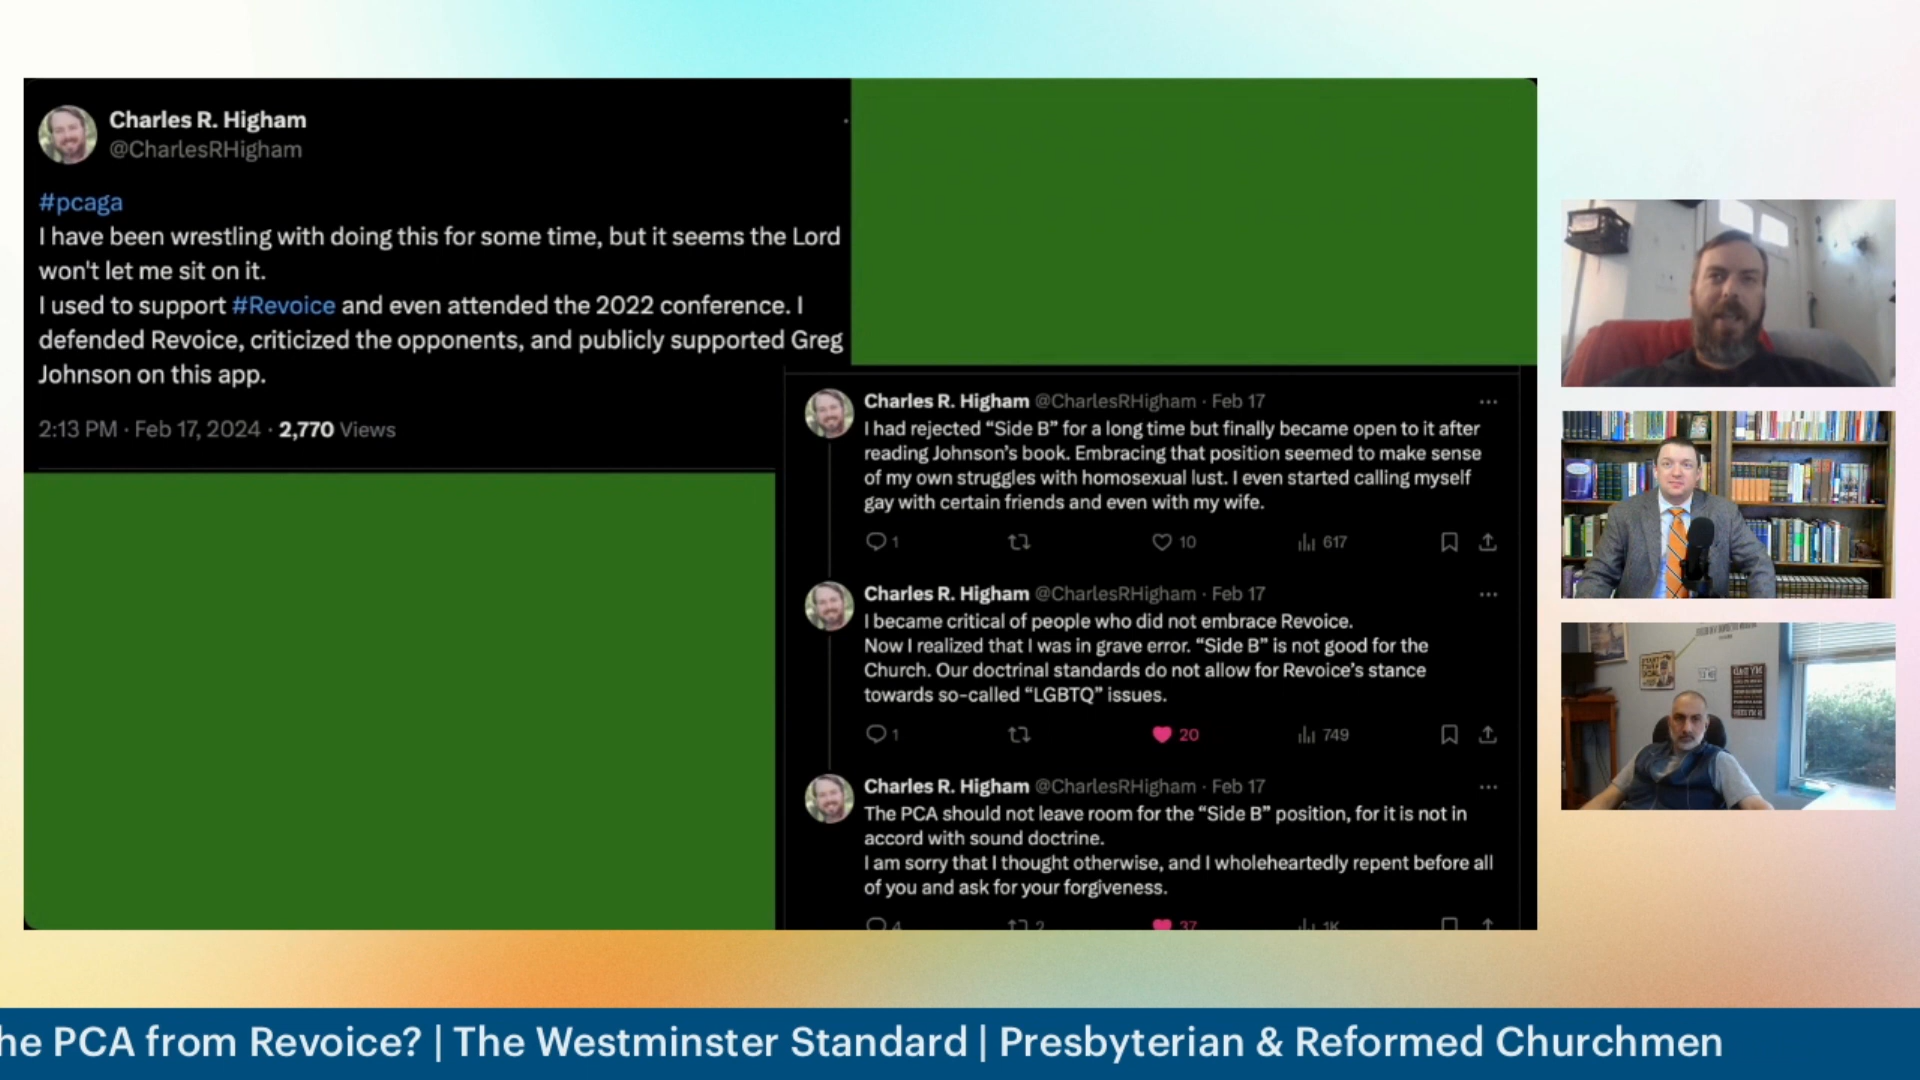 Charles R. Higham
@CharlesRHigham
#pcaga
I have been wrestling with doing this for some time, but it seems the Lord
won't let me sit on it.
I used to support #Revoice and even attended the 2022 conference. I
defended Revoice, criticized the opponents, and publicly supported Greg
Johnson on this app.
2:13 PM · Feb 17, 2024 · 2,770 Views
Charles R. Higham @CharlesRHigham · Feb 17
I had rejected “Side B” for a long time but finally became open to it after
reading Johnson’s book. Embracing that position seemed to make sense
of my own struggles with homosexual lust. I even started calling myself
gay with certain friends and even with my wife.
1 10 617
Charles R. Higham @CharlesRHigham · Feb 17
I became critical of people who did not embrace Revoice.
Now I realized that I was in grave error. “Side B” is not good for the
Church. Our doctrinal standards do not allow for Revoice’s stance
towards so-called “LGBTQ” issues.
1 20 749
Charles R. Higham @CharlesRHigham · Feb 17
The PCA should not leave room for the “Side B” position, for it is not in
accord with sound doctrine.
I am sorry that I thought otherwise, and I wholeheartedly repent before all
of you and ask for your forgiveness.
4 2 37 1K
he PCA from Revoice? | The Westminster Standard | Presbyterian & Reformed Churchmen